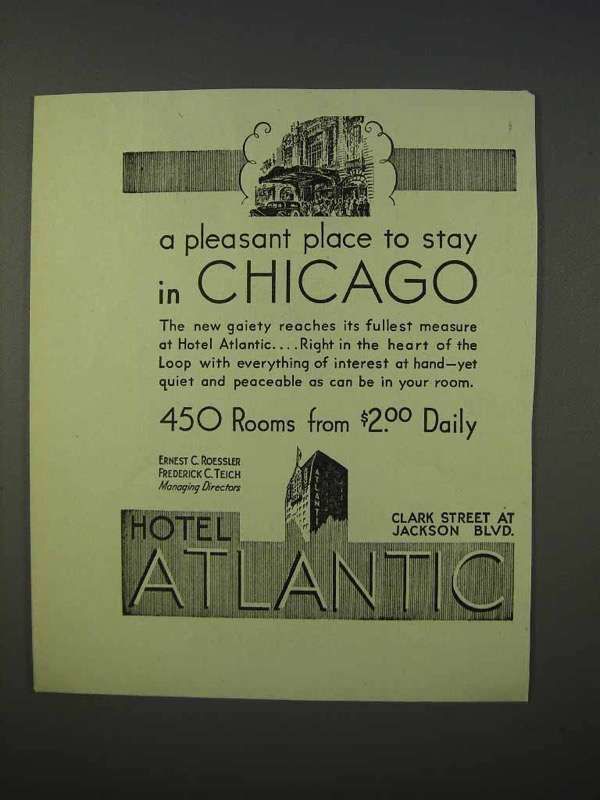 a pleasant place to stay
in CHICAGO
The new gaiety reaches its fullest measure
at Hotel Atlantic....Right in the heart of the
Loop with everything of interest at hand—yet
quiet and peaceable as can be in your room.
450 Rooms from $2.00 Daily
ERNEST C. ROESSLER
FREDERICK C. TEICH
Managing Directors
ATLANTIC
CLARK STREET AT
JACKSON BLVD.
HOTEL
ATLANTIC